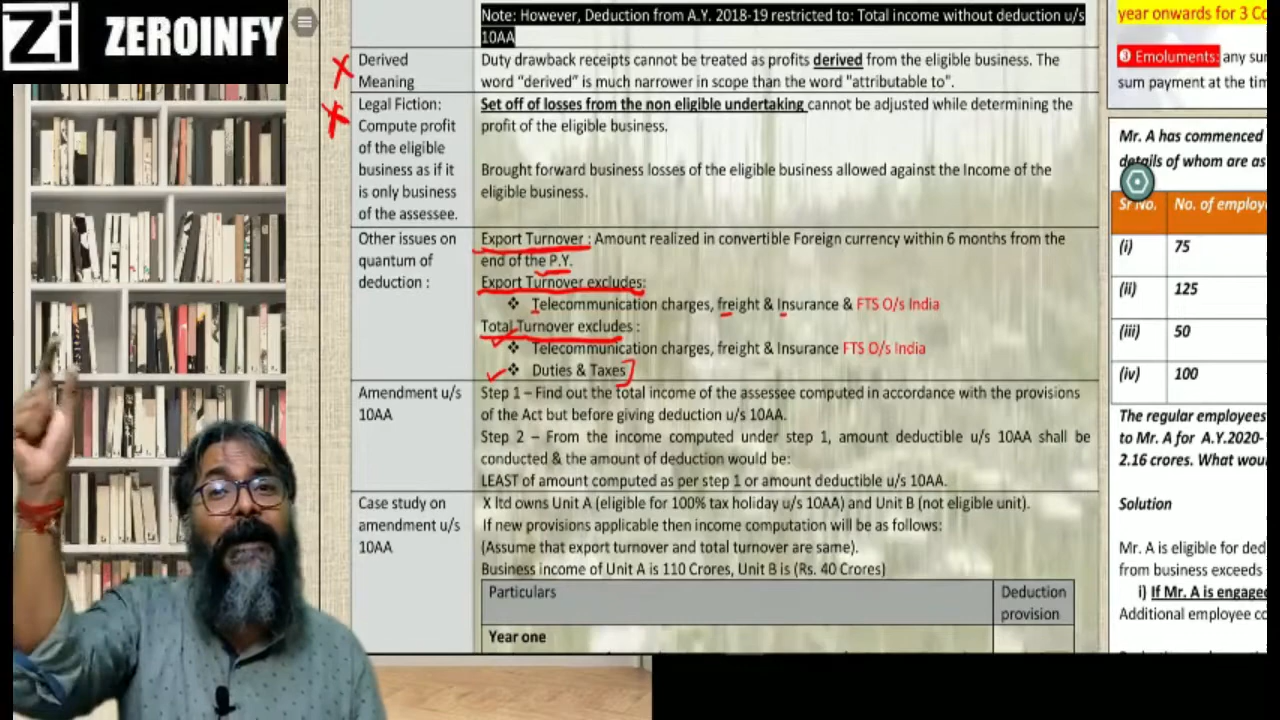 Zi ZEROINFY
Note: However, Deduction from A.Y. 2018-19 restricted to: Total income without deduction u/s
10AA
Derived
Meaning
Duty drawback receipts cannot be treated as profits derived from the eligible business. The
word "derived" is much narrower in scope than the word "attributable to".
Legal Fiction:
Compute profit
of the eligible
business as if it
is only business
of the assessee.
Set off of losses from the non eligible undertaking cannot be adjusted while determining the
profit of the eligible business.
Brought forward business losses of the eligible business allowed against the Income of the
eligible business.
Other issues on
quantum of
deduction :
Export Turnover : Amount realized in convertible Foreign currency within 6 months from the
end of the P.Y.
Export Turnover excludes:
❖ Telecommunication charges, freight & Insurance & FTS O/s India
Total Turnover excludes :
❖ Telecommunication charges, freight & Insurance FTS O/s India
❖ Duties & Taxes
Amendment u/s
10AA
Step 1 – Find out the total income of the assessee computed in accordance with the provisions
of the Act but before giving deduction u/s 10AA.
Step 2 – From the income computed under step 1, amount deductible u/s 10AA shall be
conducted & the amount of deduction would be:
LEAST of amount computed as per step 1 or amount deductible u/s 10AA.
Case study on
amendment u/s
10AA
X ltd owns Unit A (eligible for 100% tax holiday u/s 10AA) and Unit B (not eligible unit).
If new provisions applicable then income computation will be as follows:
(Assume that export turnover and total turnover are same).
Business income of Unit A is 110 Crores, Unit B is (Rs. 40 Crores)
Particulars
Deduction
provision
Year one
year onwards for 3
❸ Emoluments: any
sum payment at the
Mr. A has commenced
details of whom are as
Sr No. No. of
(i) 75
(ii) 125
(iii) 50
(iv) 100
The regular employees
to Mr. A for A.Y.2020-
2.16 crores. What
Solution
Mr. A is eligible for
from business exceeds
i) If Mr. A is
Additional employee